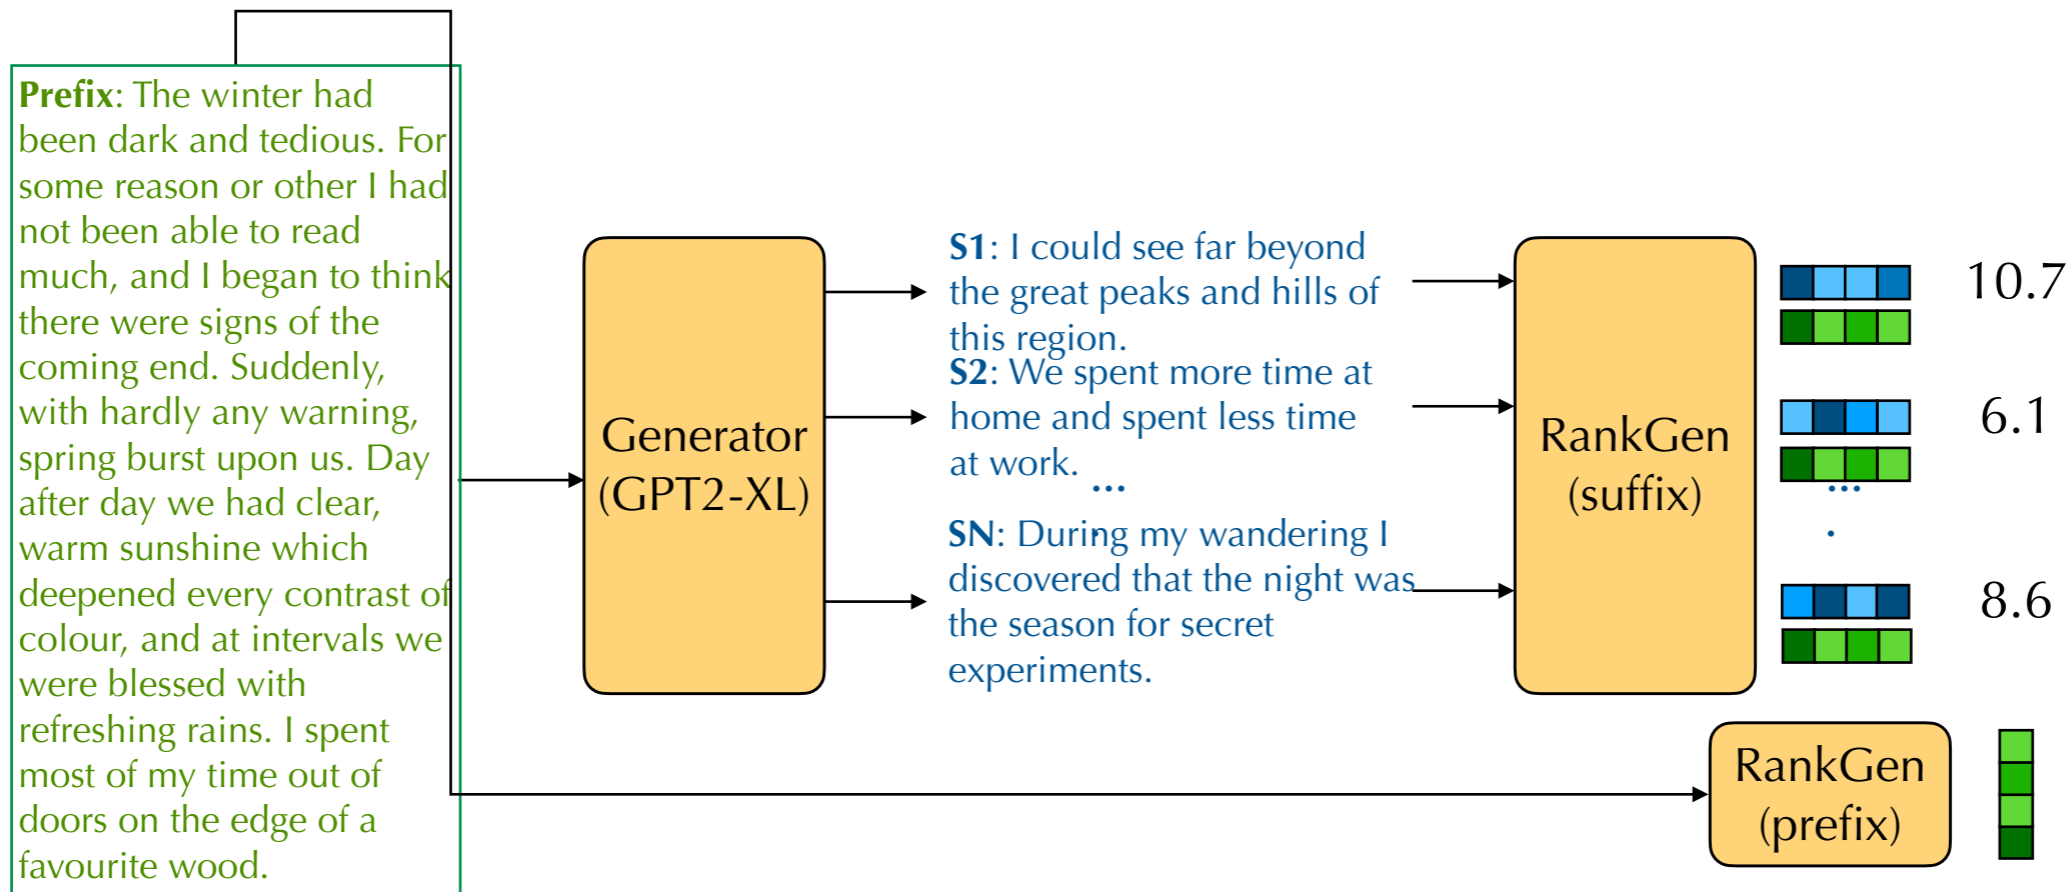 Prefix: The winter had
been dark and tedious. For
some reason or other I had
not been able to read
much, and I began to think
there were signs of the
coming end. Suddenly,
with hardly any warning,
spring burst upon us. Day
after day we had clear,
warm sunshine which
deepened every contrast of
colour, and at intervals we
were blessed with
refreshing rains. I spent
most of my time out of
doors on the edge of a
favourite wood.
Generator
(GPT2-XL)
S1: I could see far beyond
the great peaks and hills of
this region.
S2: We spent more time at
home and spent less time
at work.
...
.
SN: During my wandering I
discovered that the night was
the season for secret
experiments.
RankGen
(suffix)
10.7
6.1
...
.
8.6
RankGen
(prefix)